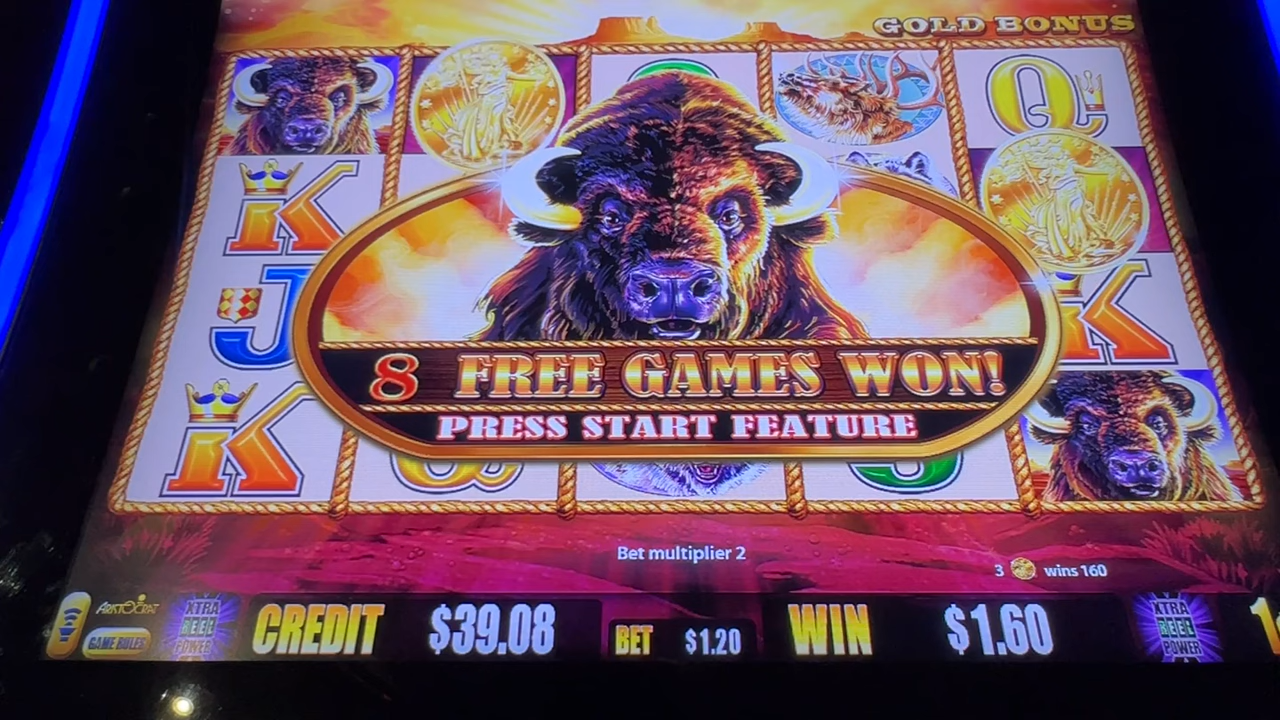 GOLD BONUS
Q
K
J
K
K
8 FREE GAMES WON!
PRESS START FEATURE
Bet multiplier 2
3 wins 160
ARISTOCRAT
GAME RULES
XTRA REEL POWER
CREDIT $39.08
BET $1.20
WIN $1.60
XTRA REEL POWER